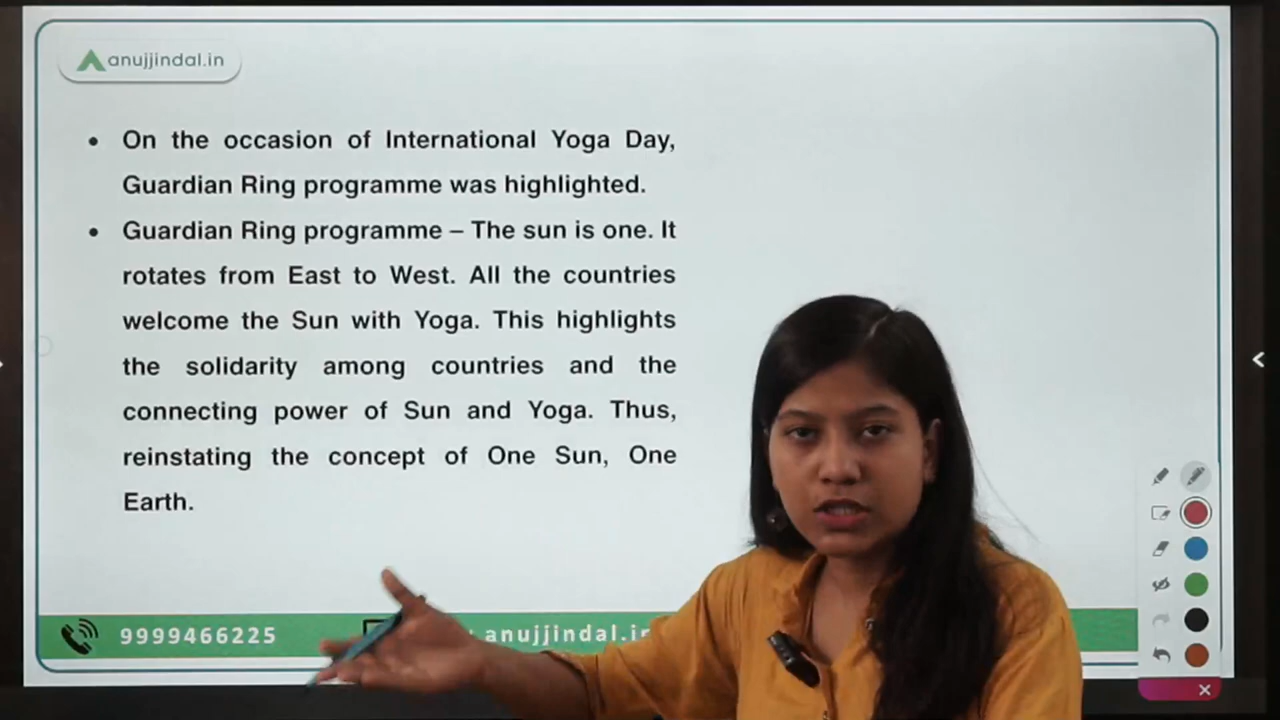 anujjindal.in
On the occasion of International Yoga Day,
Guardian Ring programme was highlighted.
Guardian Ring programme – The sun is one. It
rotates from East to West. All the countries
welcome the Sun with Yoga. This highlights
the solidarity among countries and the
connecting power of Sun and Yoga. Thus,
reinstating the concept of One Sun, One
Earth.
9999466225
anujjindal.in